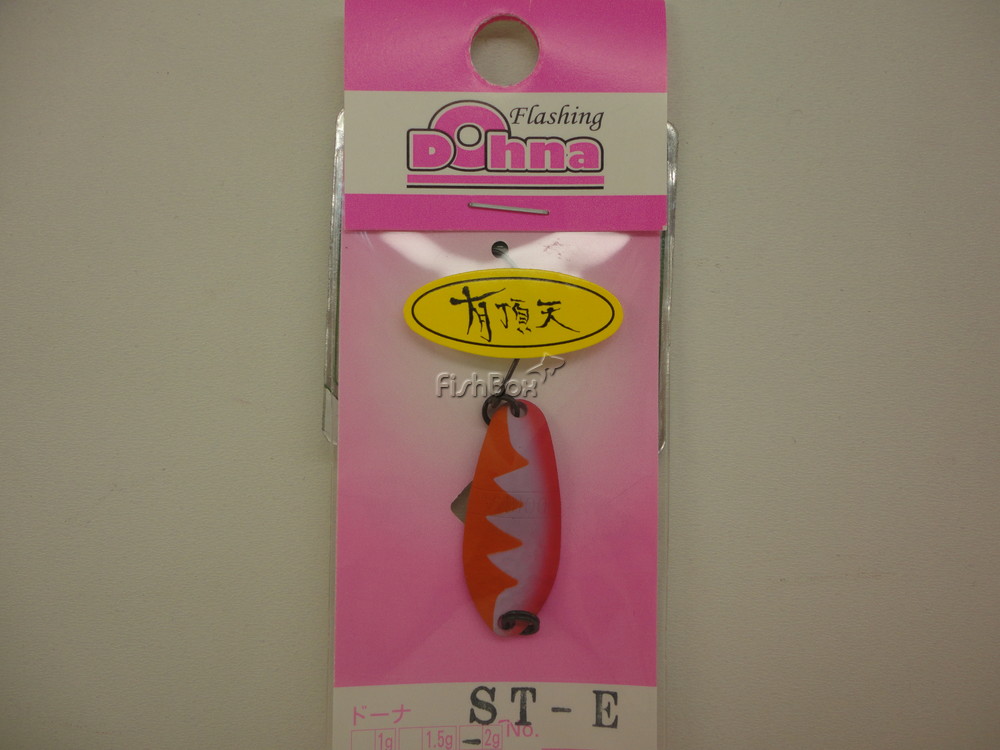 Flashing
Dohna
有頂天
FishBox
ドーナ ST-E
1g 1.5g 2g No.